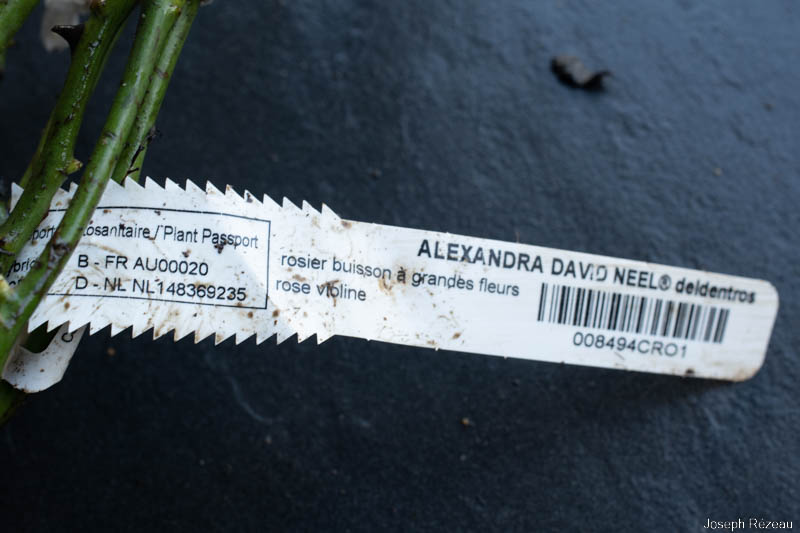 Plant Passport
B - FR AU00020
D - NL NL148369235
rosier buisson à grandes fleurs
rose violine
ALEXANDRA DAVID NEEL® deldentros
008494CRO1
Joseph Rézeau